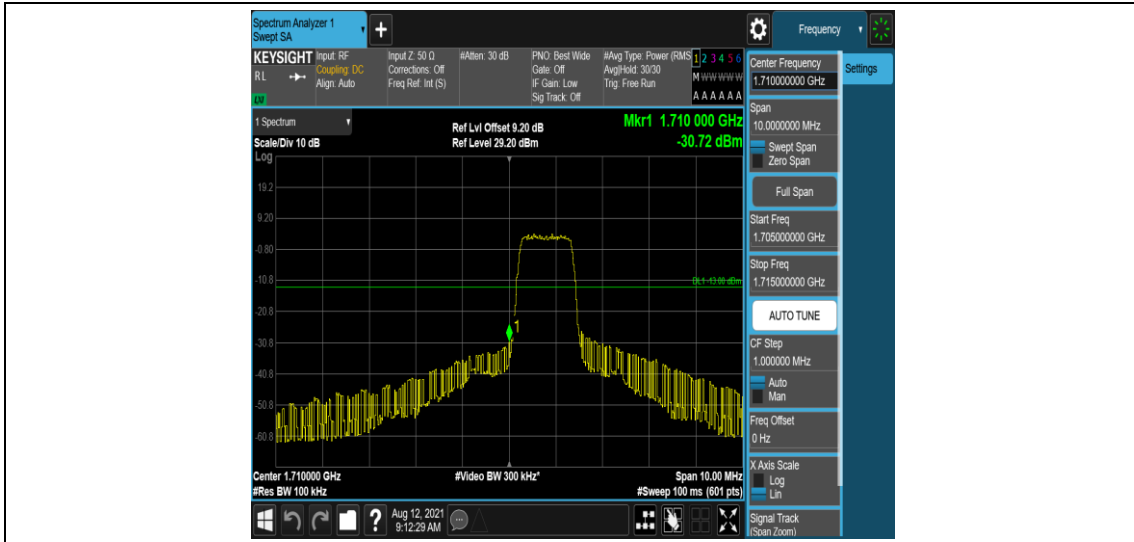 Spectrum Analyzer 1
Swept SA
Frequency
KEYSIGHT
Input: RF
Input Z: 50 Ω
#Atten: 30 dB
PNO: Best Wide
#Avg Type: Power (RMS
1 2 3 4 5 6
RL
Coupling: DC
Corrections: Off
Gate: Off
Avg|Hold: 30/30
M W W W W W
Align: Auto
Freq Ref: Int (S)
IF Gain: Low
Trig: Free Run
Sig Track: Off
A A A A A A
LXI
1 Spectrum
Ref Lvl Offset 9.20 dB
Mkr1 1.710 000 GHz
Scale/Div 10 dB
Ref Level 29.20 dBm
-30.72 dBm
Log
19.2
9.20
-0.80
-10.8
DL1 -13.00 dBm
-20.8
1
-30.8
-40.8
-50.8
-60.8
Center 1.710000 GHz
#Video BW 300 kHz*
Span 10.00 MHz
#Res BW 100 kHz
#Sweep 100 ms (601 pts)
Center Frequency
1.710000000 GHz
Settings
Span
10.0000000 MHz
Swept Span
Zero Span
Full Span
Start Freq
1.705000000 GHz
Stop Freq
1.715000000 GHz
AUTO TUNE
CF Step
1.000000 MHz
Auto
Man
Freq Offset
0 Hz
X Axis Scale
Log
Lin
Signal Track
(Span Zoom)
?
Aug 12, 2021
9:12:29 AM